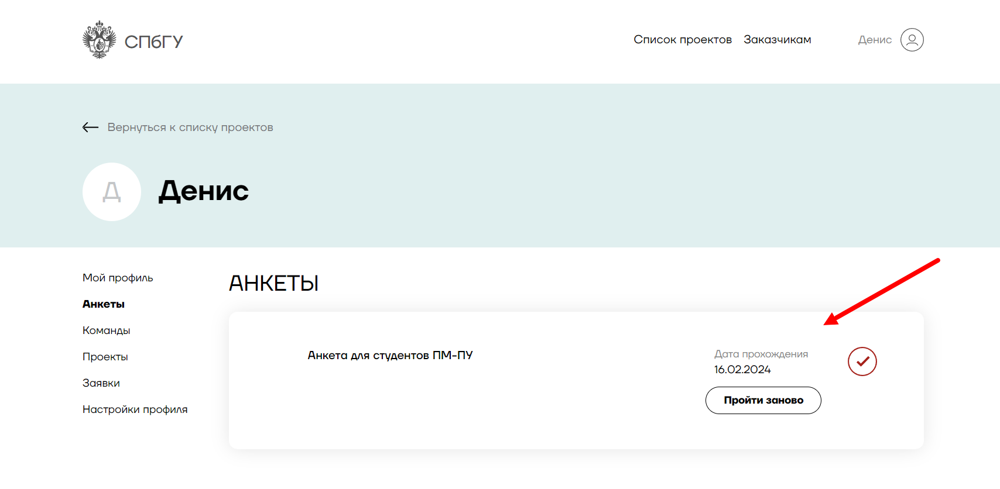 СПбГУ
Список проектов
Заказчикам
Денис
Вернуться к списку проектов
Д
Денис
Мой профиль
Анкеты
Команды
Проекты
Заявки
Настройки профиля
АНКЕТЫ
Анкета для студентов ПМ-ПУ
Дата прохождения
16.02.2024
Пройти заново